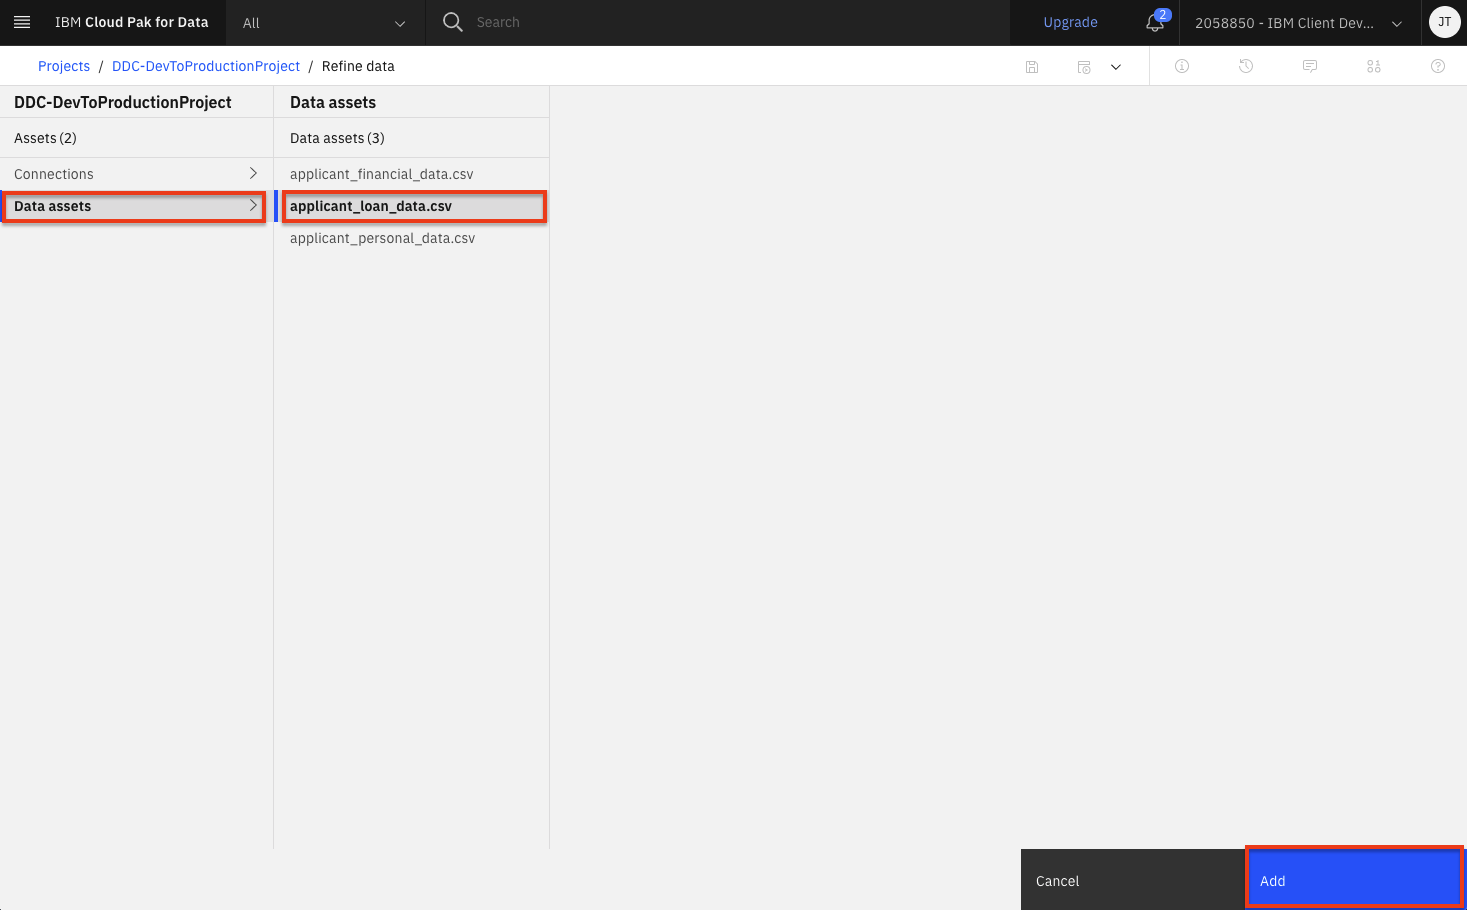 IBM Cloud Pak for Data
All
Search
Upgrade
2
2058850 - IBM Client Dev...
JT
Projects / DDC-DevToProductionProject / Refine data
DDC-DevToProductionProject
Data assets
Assets (2)
Data assets (3)
Connections
applicant_financial_data.csv
Data assets
applicant_loan_data.csv
applicant_personal_data.csv
Cancel
Add